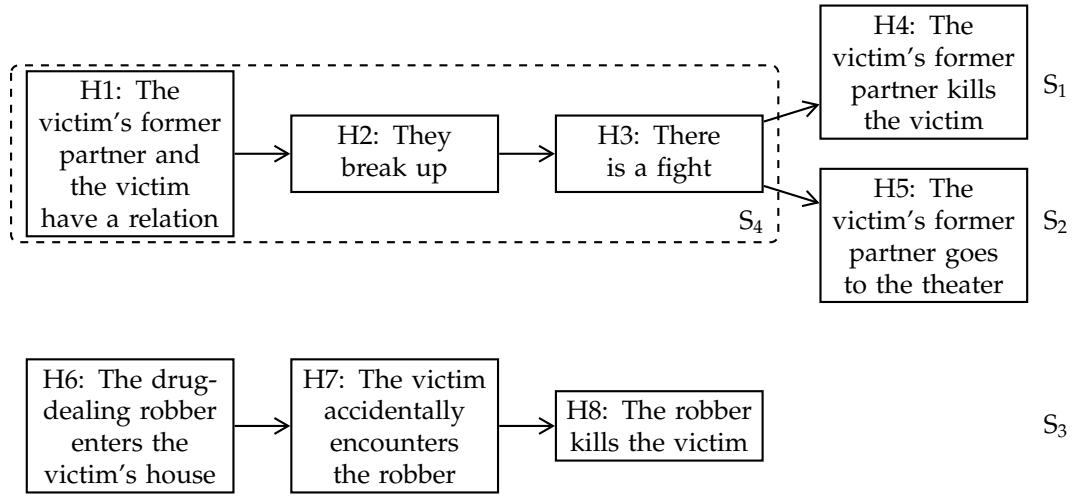 H1: The
victim's former
partner and
the victim
have a relation
H2: They
break up
H3: There
is a fight
S4
H4: The
victim's former
partner kills
the victim
S1
H5: The
victim's former
partner goes
to the theater
S2
H6: The drug-
dealing robber
enters the
victim's house
H7: The victim
accidentally
encounters
the robber
H8: The robber
kills the victim
S3